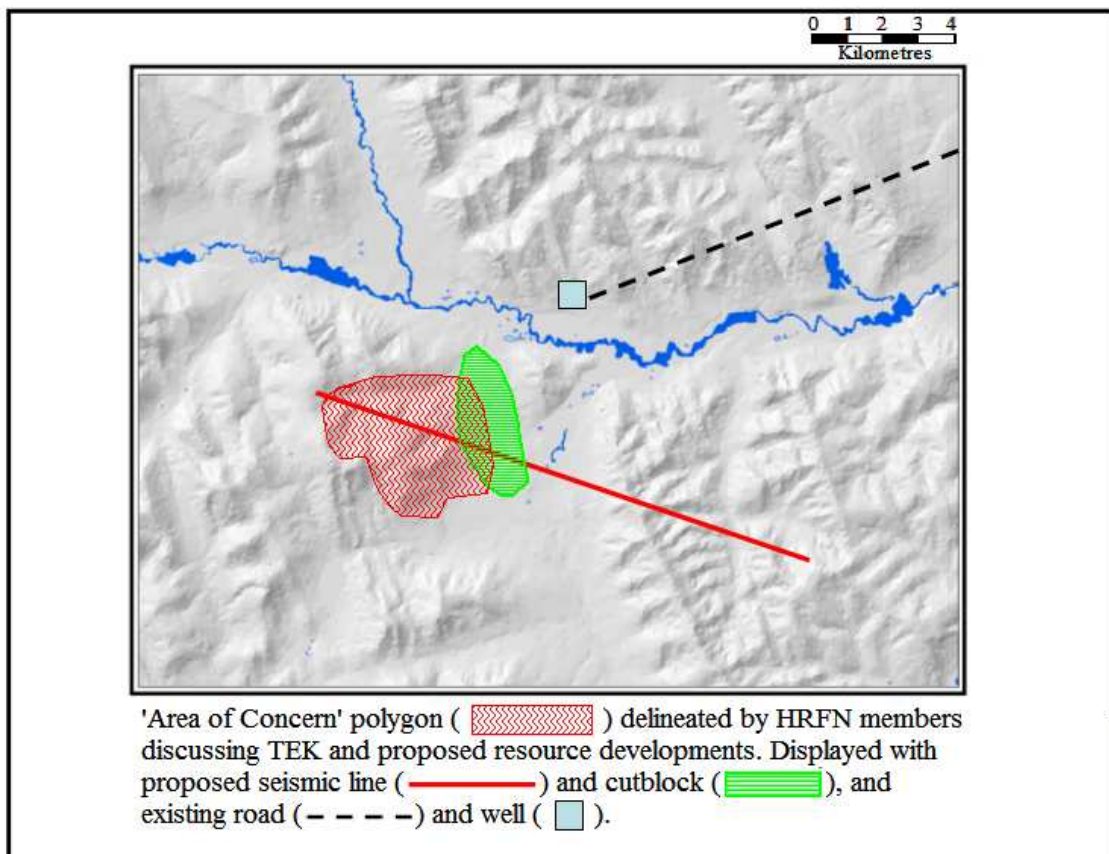 0 1 2 3 4
Kilometres
'Area of Concern' polygon ( ) delineated by HRFN members
discussing TEK and proposed resource developments. Displayed with
proposed seismic line ( ) and cutblock ( ), and
existing road ( ) and well ( ).